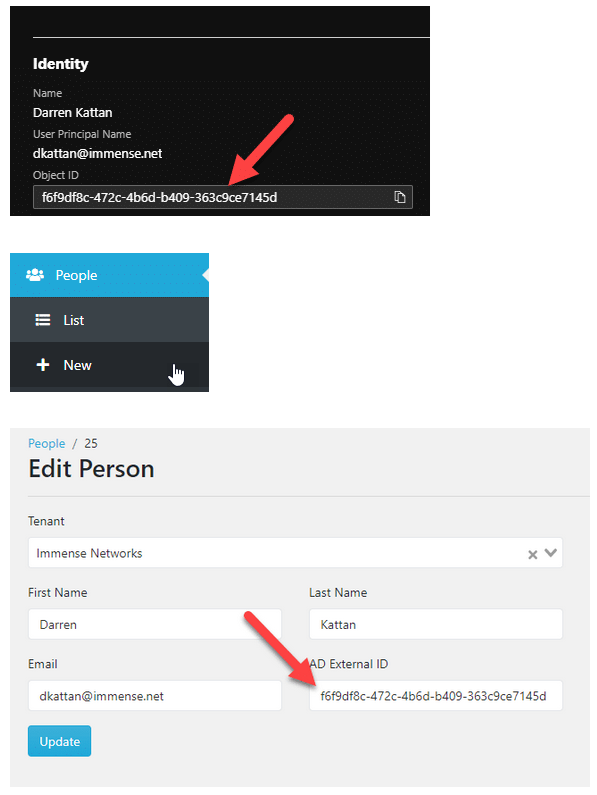 Identity
Name
Darren Kattan
User Principal Name
dkattan@immense.net
Object ID
f6f9df8c-472c-4b6d-b409-363c9ce7145d
People
List
New
People / 25
Edit Person
Tenant
Immense Networks
First Name Last Name
Darren Kattan
Email AD External ID
dkattan@immense.net f6f9df8c-472c-4b6d-b409-363c9ce7145d
Update